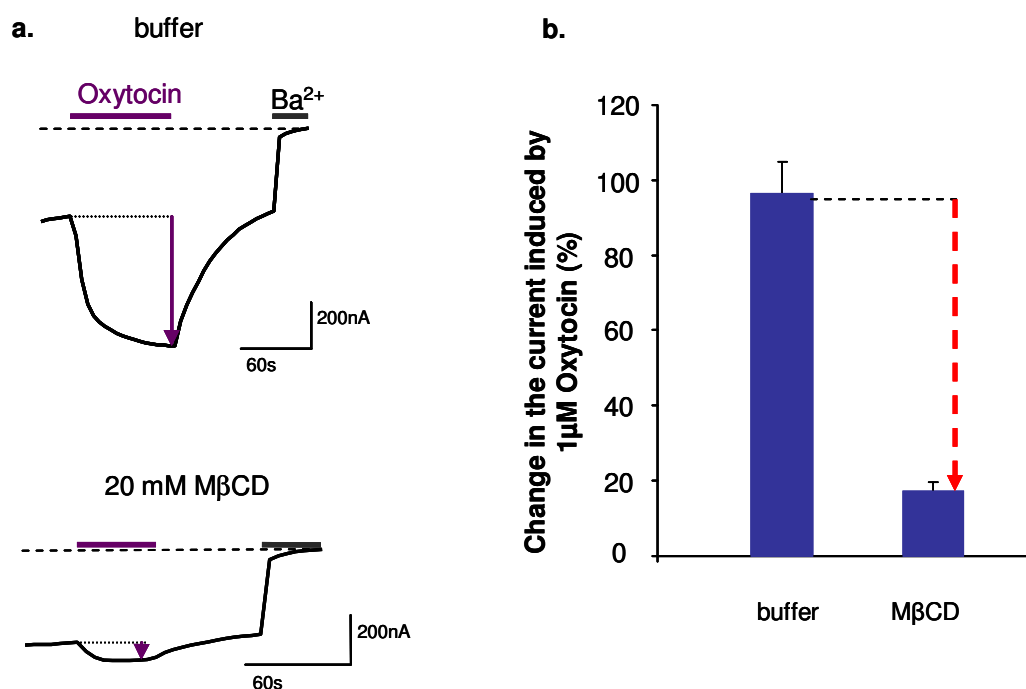 a.
buffer
Oxytocin
Ba²⁺
200nA
60s
20 mM MβCD
200nA
60s
b.
Change in the current induced by
1µM Oxytocin (%)
120
100
80
60
40
20
0
buffer
MβCD